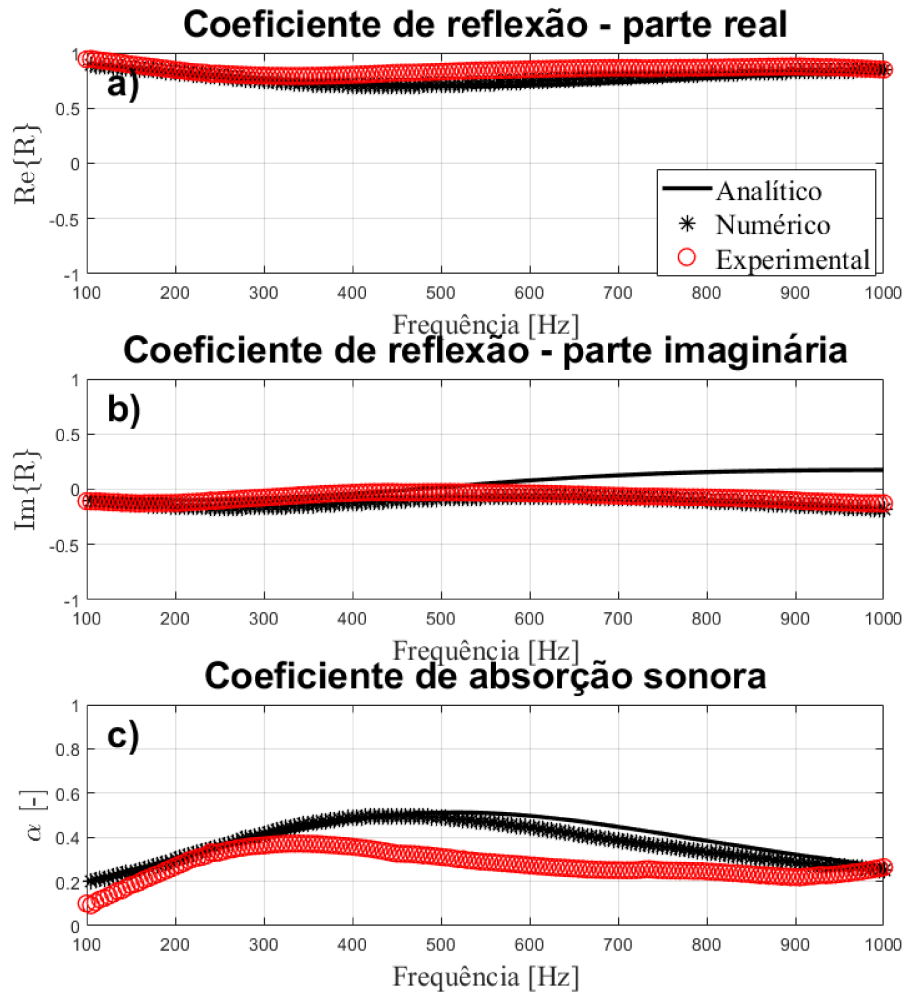 Coeficiente de reflexão - parte real
1
a)
0.5
0
-0.5
-1
Re{R}
Analítico
Numérico
Experimental
100 200 300 400 500 600 700 800 900 1000
Frequência [Hz]
Coeficiente de reflexão - parte imaginária
1
b)
0.5
0
-0.5
-1
Im{R}
100 200 300 400 500 600 700 800 900 1000
Frequência [Hz]
Coeficiente de absorção sonora
1
c)
0.8
0.6
0.4
0.2
0
α [-]
100 200 300 400 500 600 700 800 900 1000
Frequência [Hz]